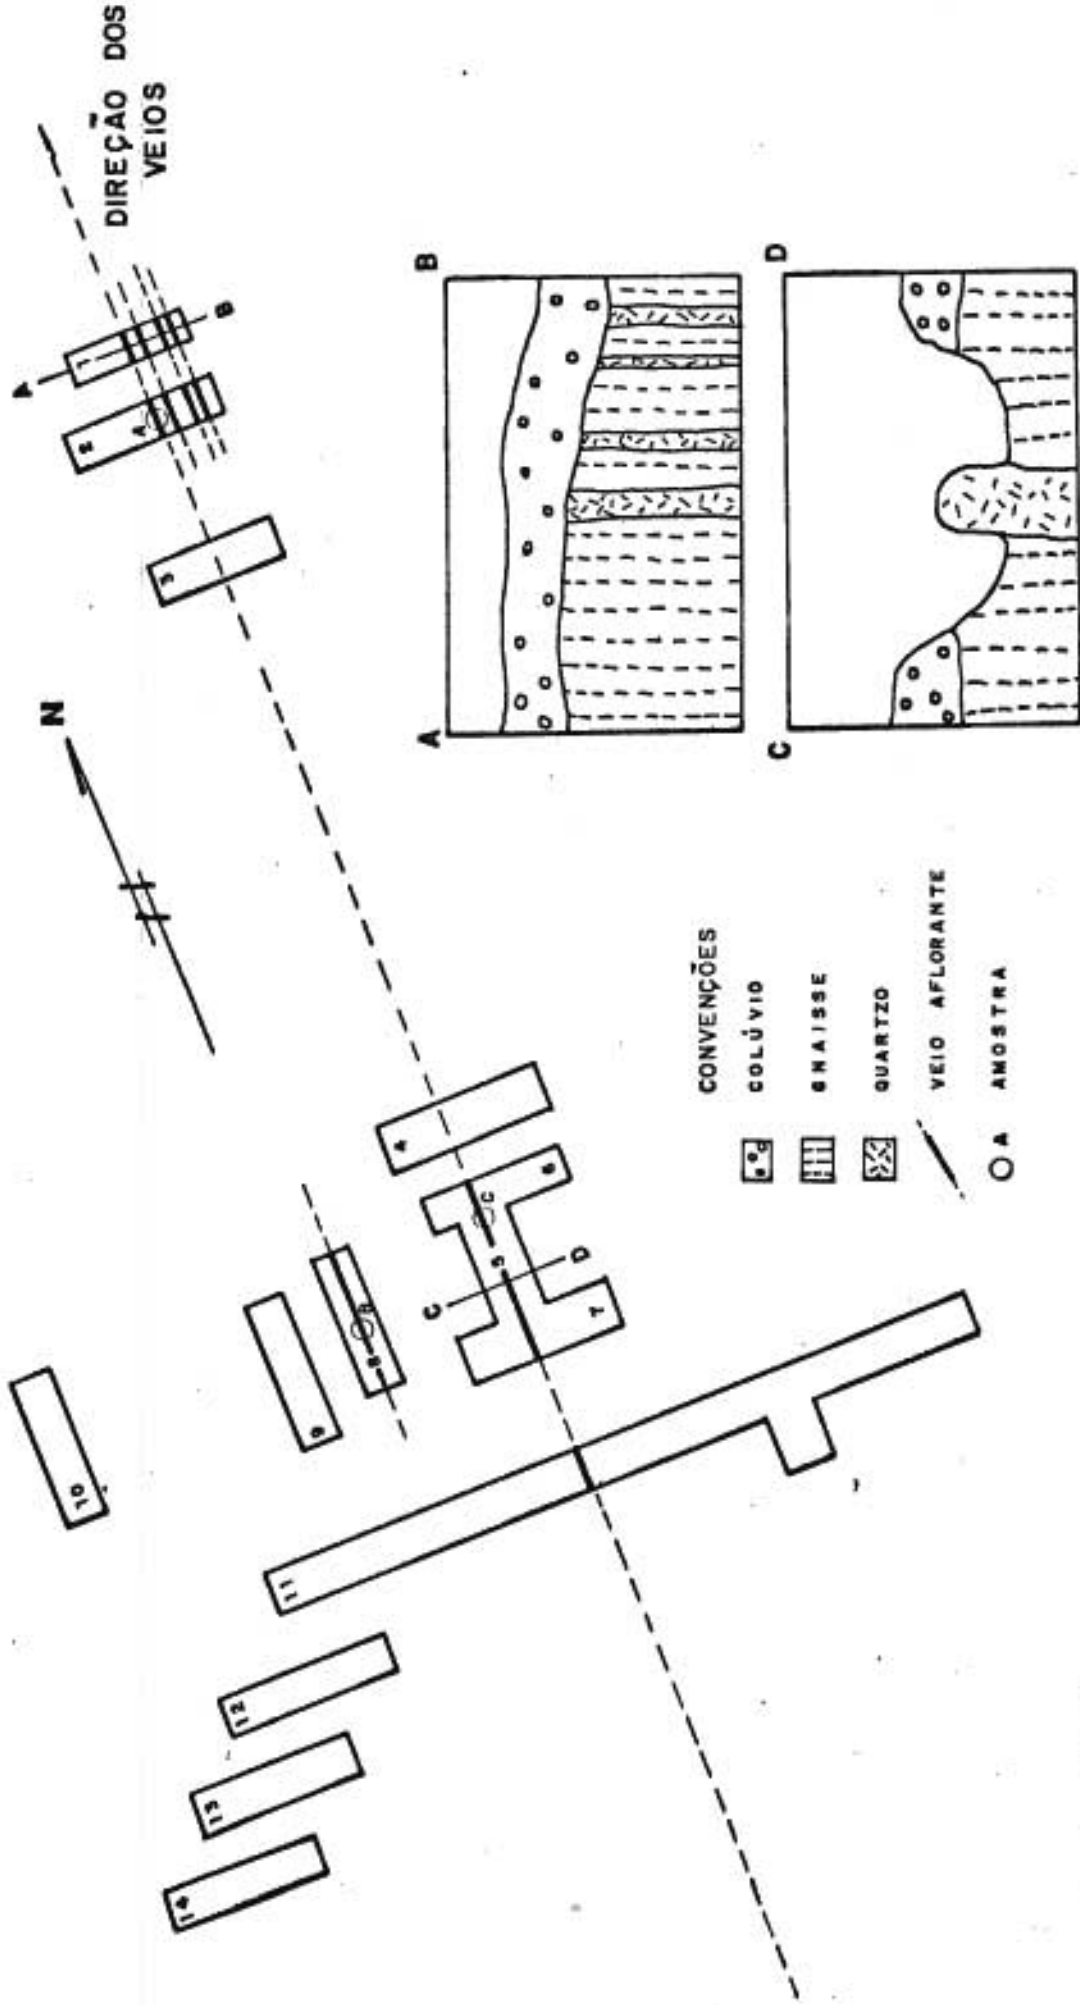 DIREÇÃO DOS
VEIOS
A
1
B
2
A
3
N
A
B
C
D
4
6
C
5
C
D
7
8
B
9
10
11
12
13
14
CONVENÇÕES
COLÚVIO
GNAISSE
QUARTZO
VEIO AFLORANTE
A AMOSTRA